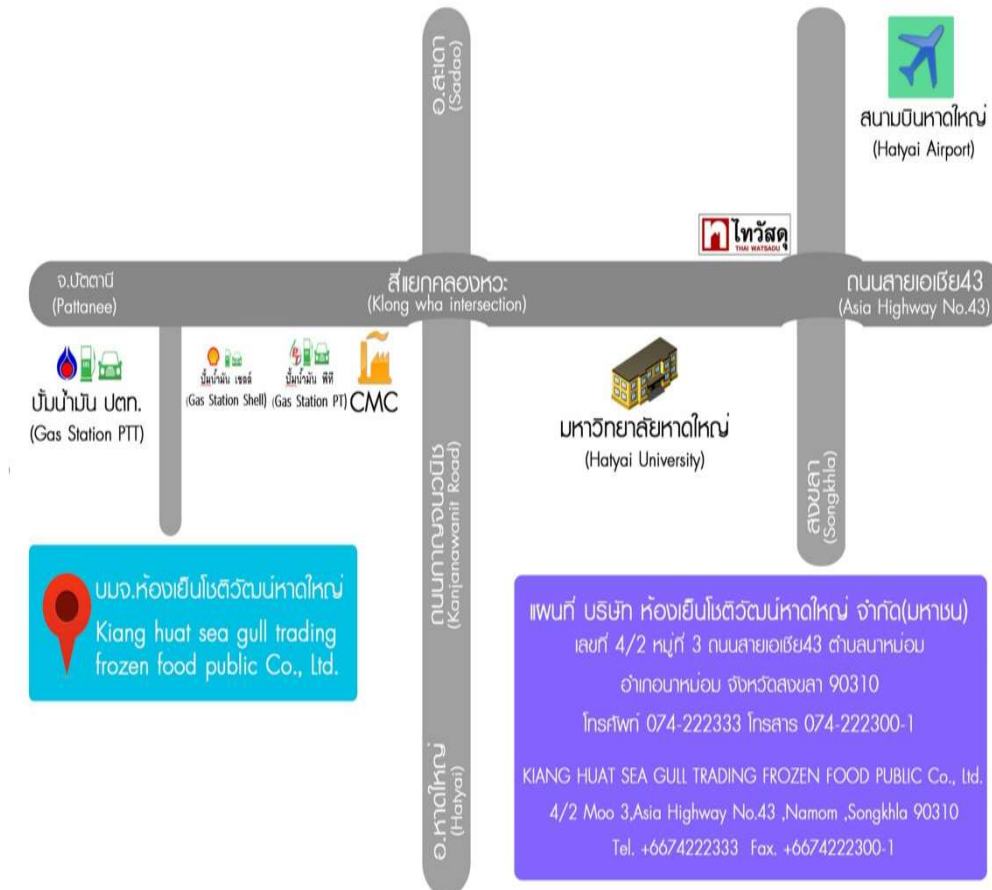 อ.สะเดา
(Sadao)
สนามบินหาดใหญ่
(Hatyai Airport)
ไทวัสดุ
THAI WATSADU
จ.ปัตตานี
(Pattanee)
สี่แยกคลองหวะ
(Klong wha intersection)
ถนนสายเอเชีย43
(Asia Highway No.43)
ปั้มน้ำมัน ปตท.
(Gas Station PTT)
ปั้มน้ำมัน เชลล์
(Gas Station Shell)
ปั้มน้ำมัน พีที
(Gas Station PT)
CMC
มหาวิทยาลัยหาดใหญ่
(Hatyai University)
ถนนกาญจนวนิช
(Kanjanawanit Road)
สงขลา
(Songkhla)
บมจ.ห้องเย็นโชติวัฒน์หาดใหญ่
Kiang huat sea gull trading
frozen food public Co., Ltd.
อ.หาดใหญ่
(Hatyai)
แผนที่ บริษัท ห้องเย็นโชติวัฒน์หาดใหญ่ จำกัด(มหาชน)
เลขที่ 4/2 หมู่ที่ 3 ถนนสายเอเชีย43 ตำบลนาหม่อม
อำเภอนาหม่อม จังหวัดสงขลา 90310
โทรศัพท์ 074-222333 โทรสาร 074-222300-1
KIANG HUAT SEA GULL TRADING FROZEN FOOD PUBLIC Co., Ltd.
4/2 Moo 3,Asia Highway No.43 ,Namom ,Songkhla 90310
Tel. +6674222333 Fax. +6674222300-1